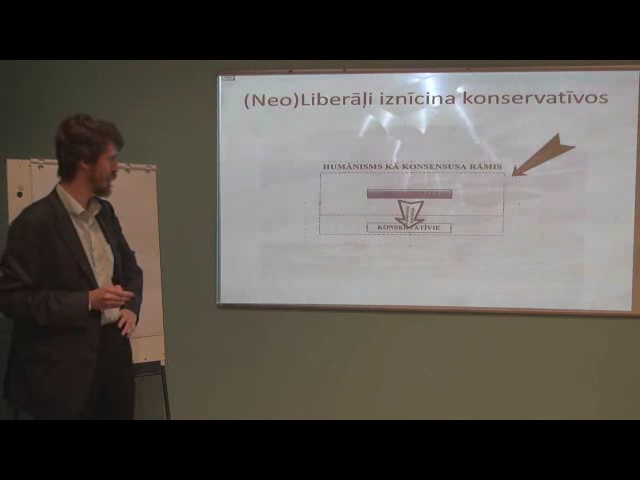 (Neo)Liberāļi iznīcina konservatīvos
HUMĀNISMS KĀ KONSENSUSA RĀMIS
KONSERVATĪVIE